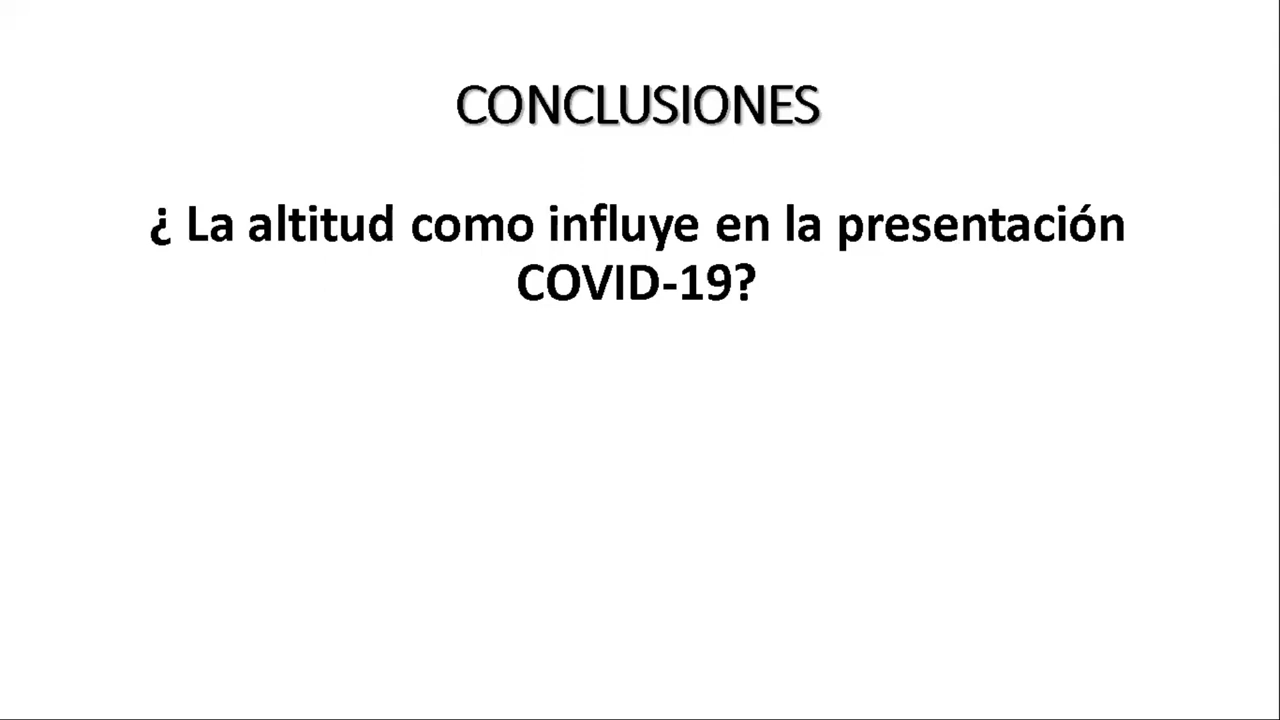 CONCLUSIONES
¿ La altitud como influye en la presentación
COVID-19?